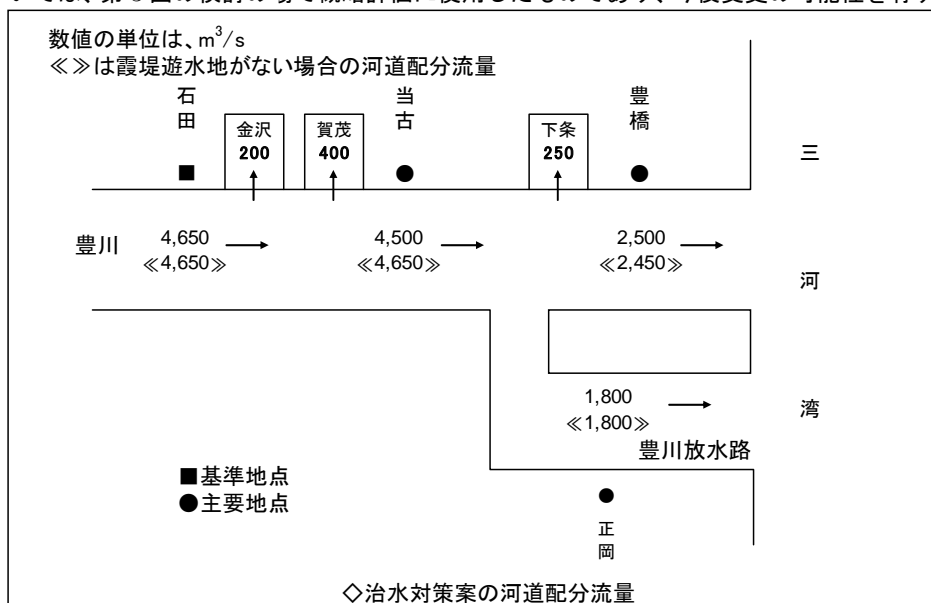 数値の単位は、m³/s
≪≫は霞堤遊水地がない場合の河道配分流量
石田
金沢
200
賀茂
400
当古
下条
250
豊橋
三河湾
豊川
4,650
≪4,650≫
4,500
≪4,650≫
2,500
≪2,450≫
1,800
≪1,800≫
豊川放水路
■基準地点
●主要地点
正岡
◇治水対策案の河道配分流量